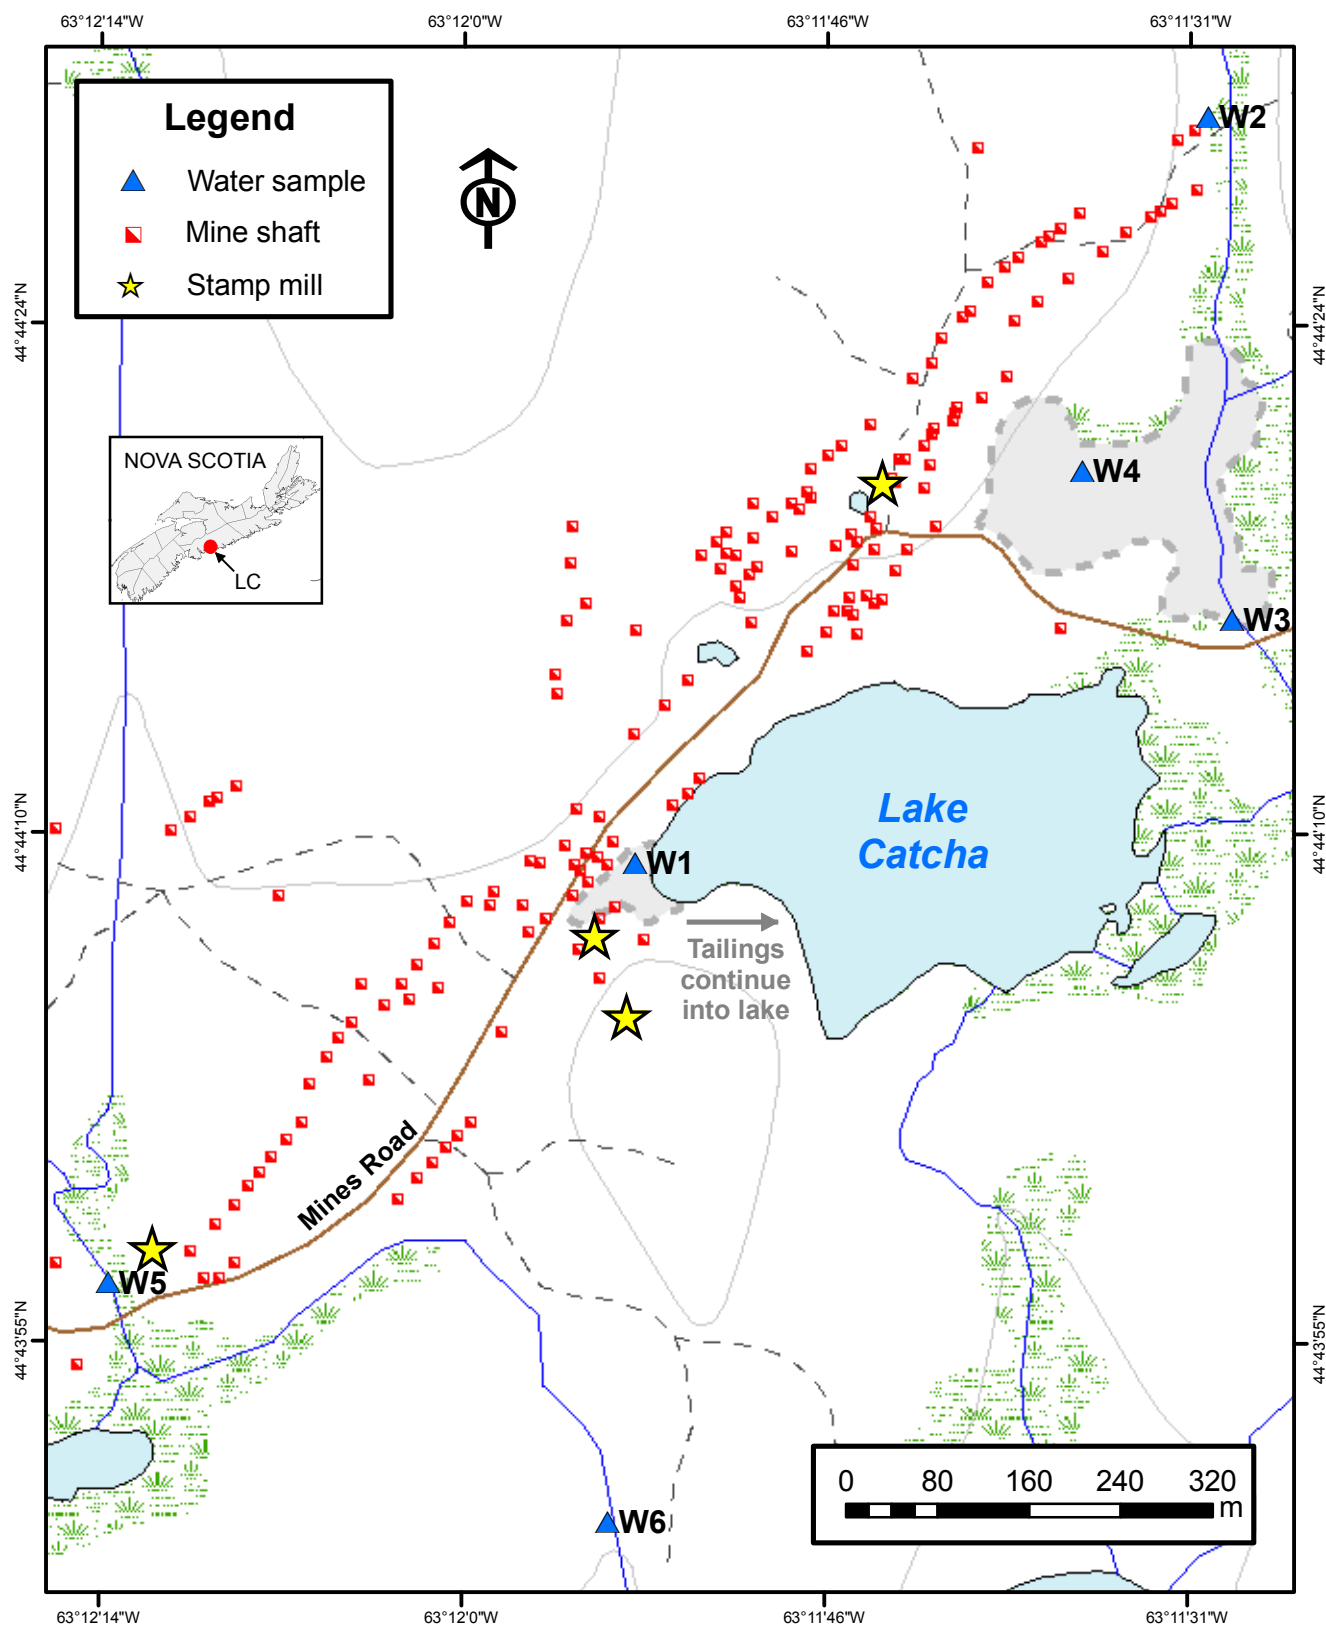 63°12'14"W
63°12'0"W
63°11'46"W
63°11'31"W
Legend
Water sample
Mine shaft
Stamp mill
N
W2
44°44'24"N
44°44'24"N
NOVA SCOTIA
LC
W4
W3
Lake
Catcha
44°44'10"N
44°44'10"N
W1
Tailings
continue
into lake
Mines Road
W5
44°43'55"N
44°43'55"N
0 80 160 240 320
m
W6
63°12'14"W
63°12'0"W
63°11'46"W
63°11'31"W